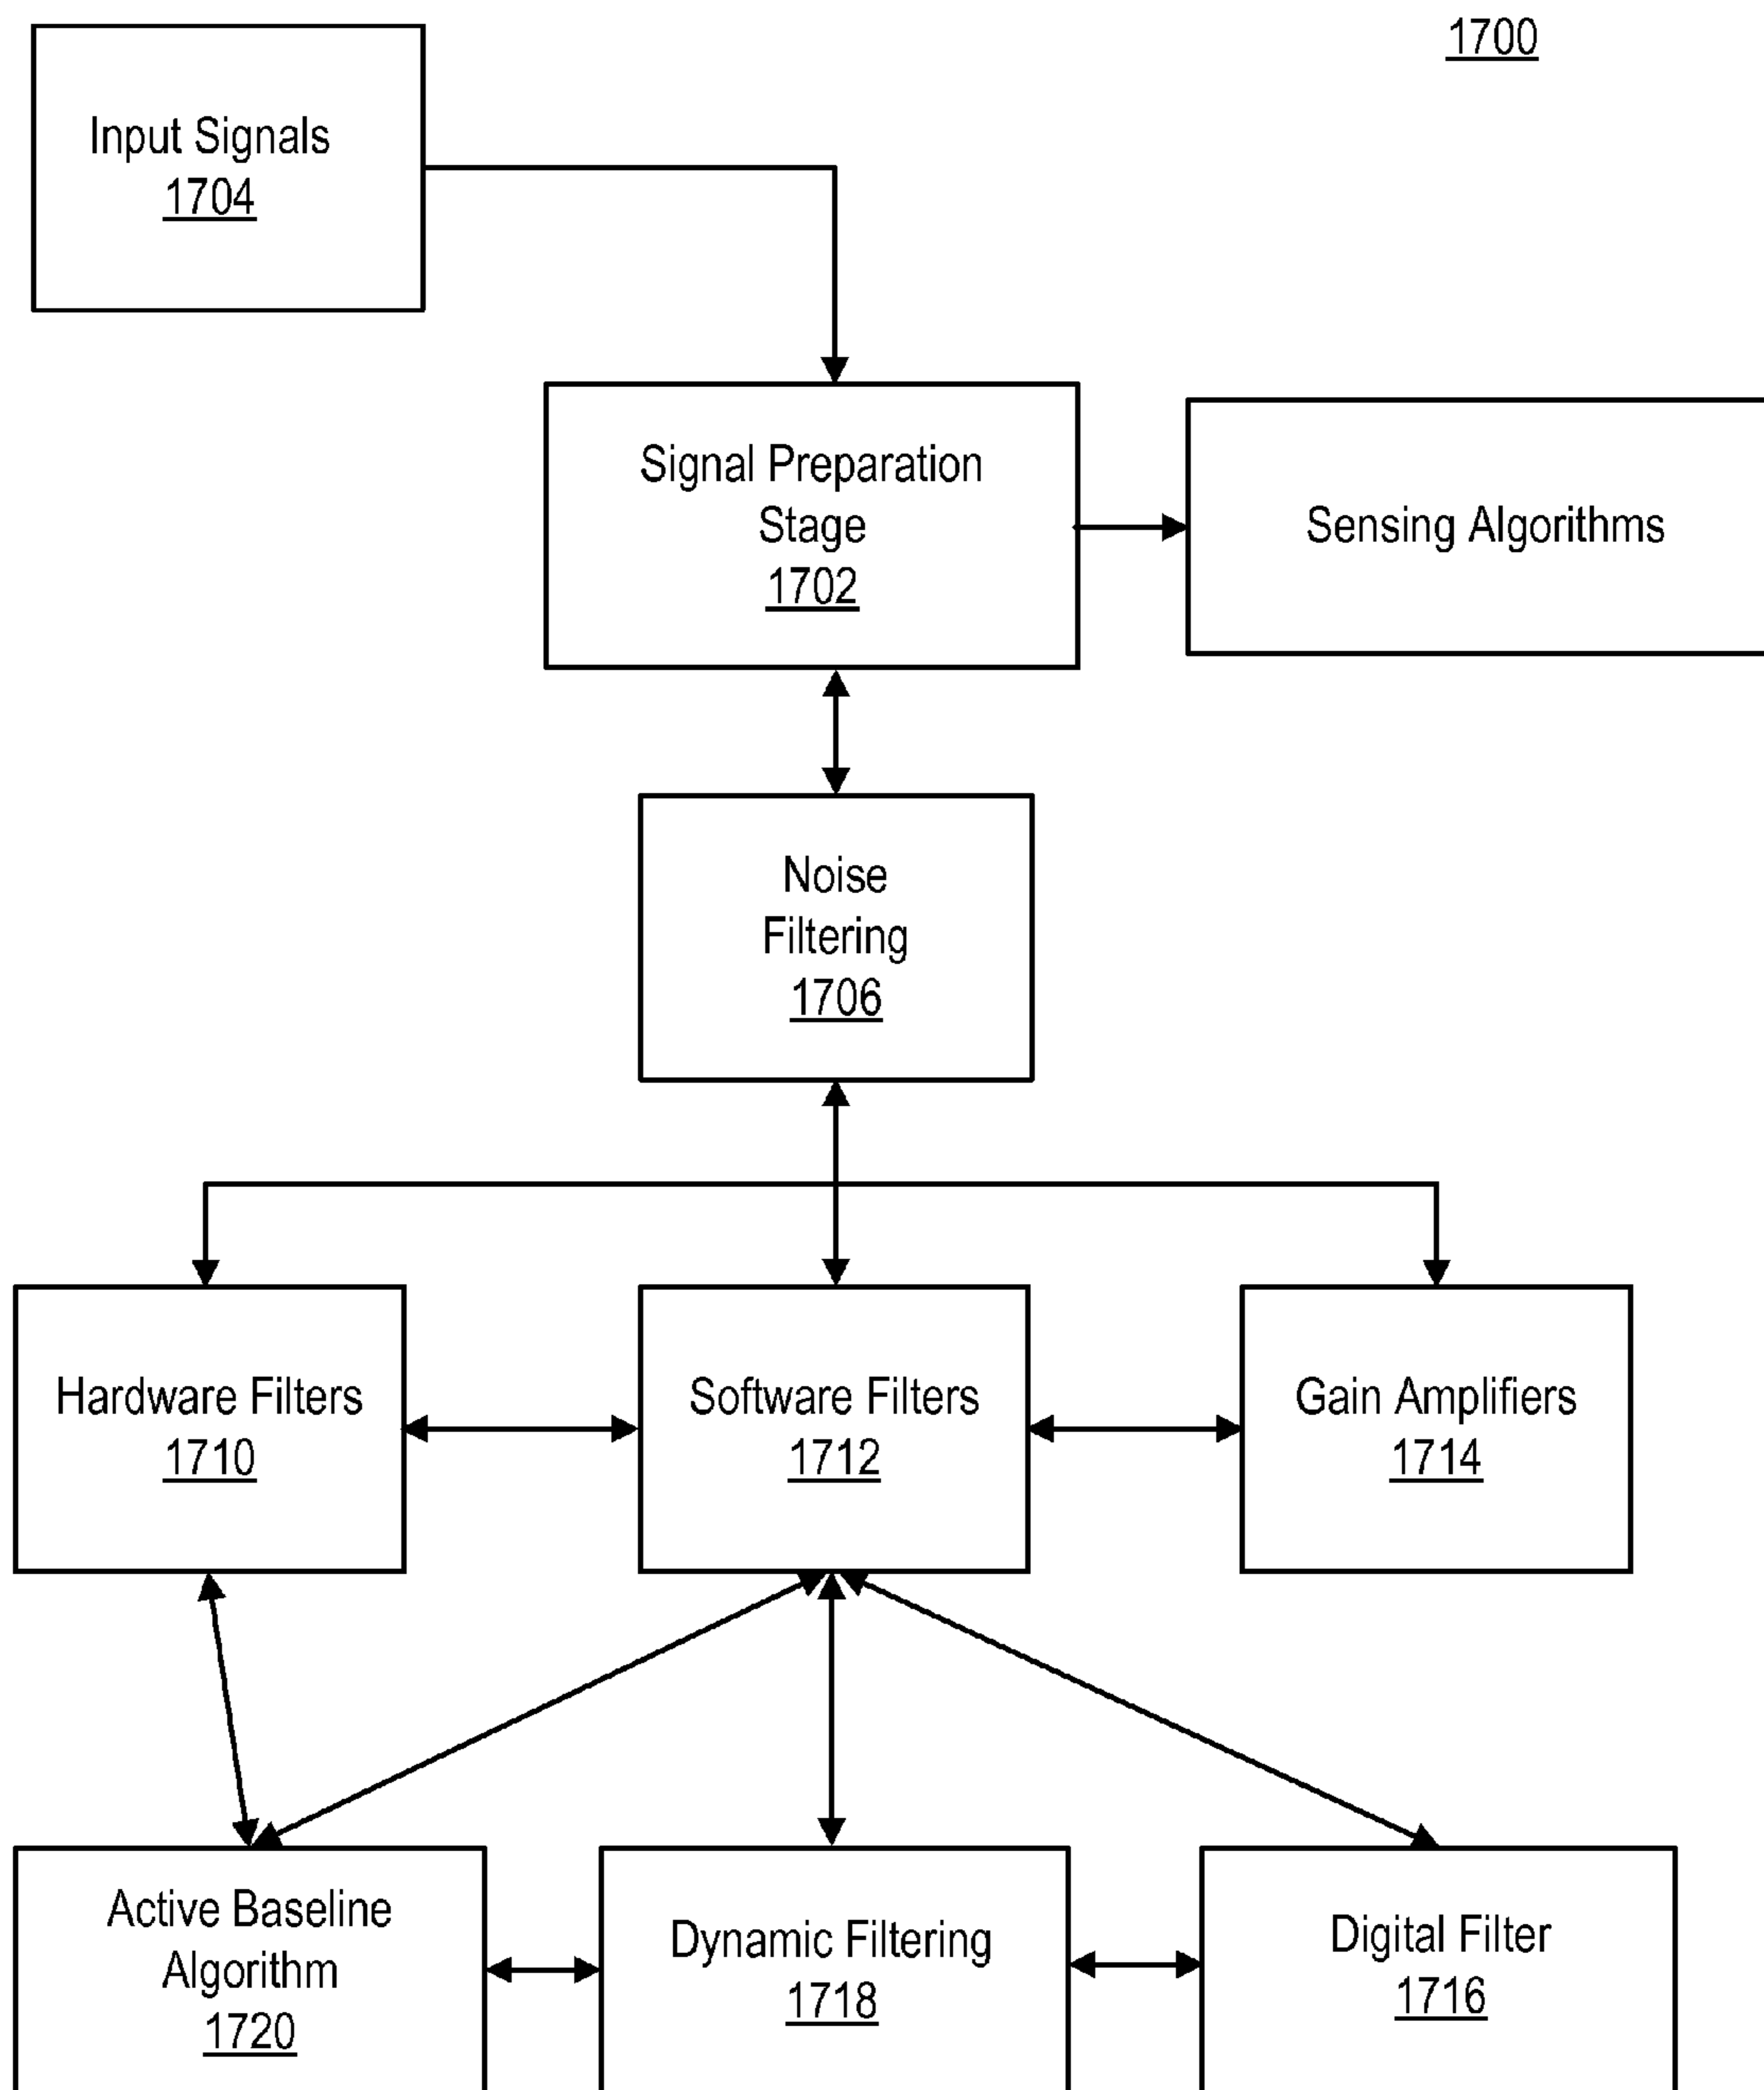 1700
Input Signals
1704
Signal Preparation
Stage
1702
Sensing Algorithms
Noise
Filtering
1706
Hardware Filters
1710
Software Filters
1712
Gain Amplifiers
1714
Active Baseline
Algorithm
1720
Dynamic Filtering
1718
Digital Filter
1716